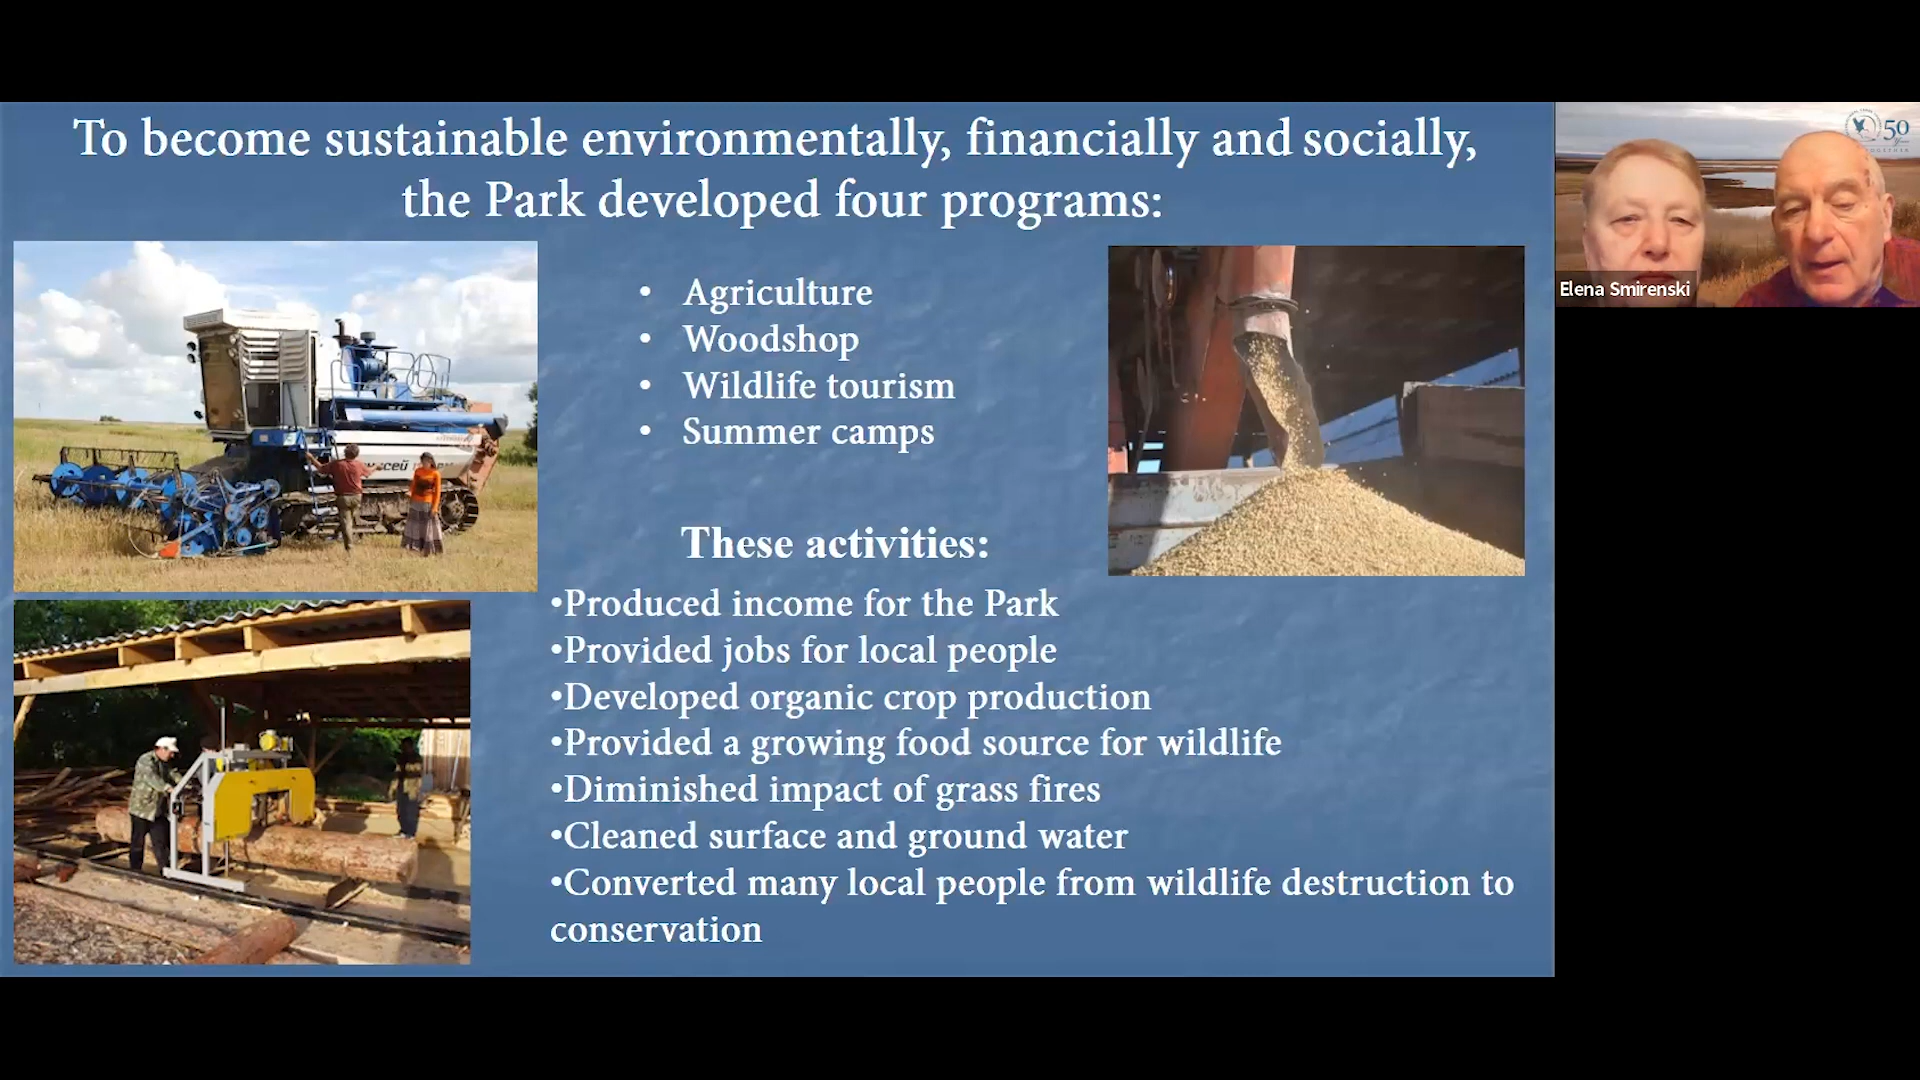 To become sustainable environmentally, financially and socially,
the Park developed four programs:
• Agriculture
• Woodshop
• Wildlife tourism
• Summer camps
These activities:
•Produced income for the Park
•Provided jobs for local people
•Developed organic crop production
•Provided a growing food source for wildlife
•Diminished impact of grass fires
•Cleaned surface and ground water
•Converted many local people from wildlife destruction to
conservation
50
Elena Smirenski